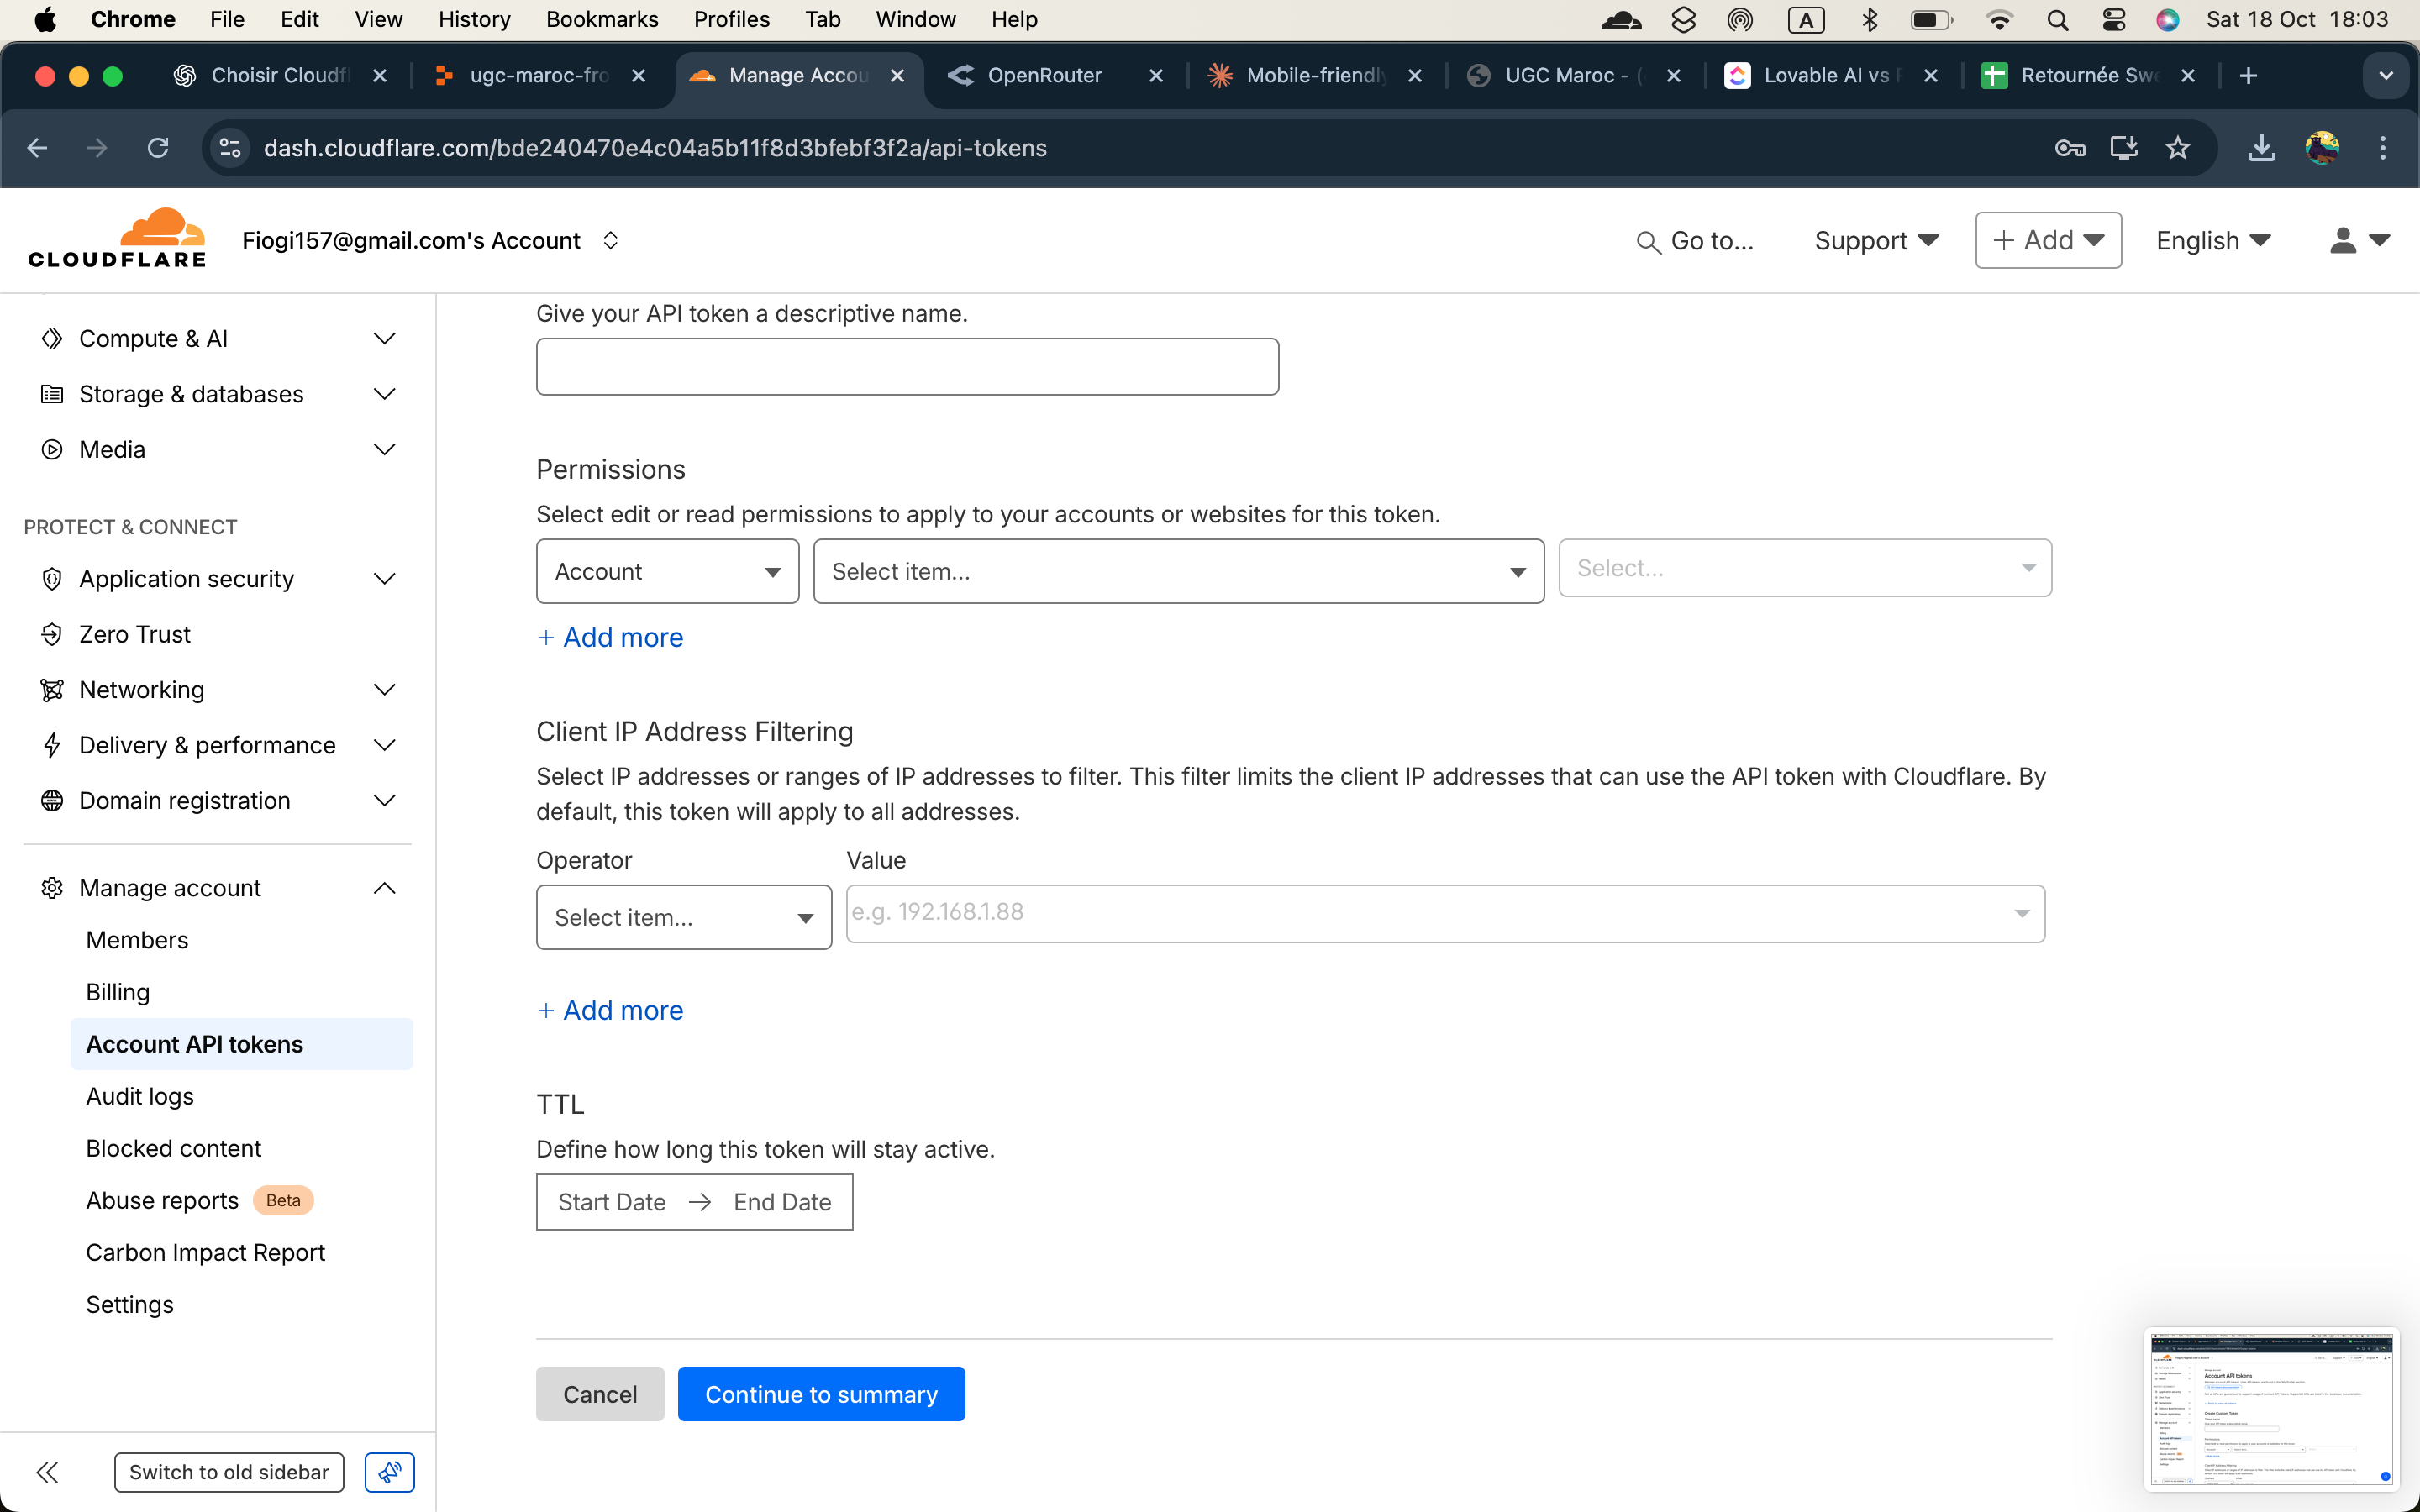 Chrome File Edit View History Bookmarks Profiles Tab Window Help A Sat 18 Oct 18:03
Choisir Cloudf ugc-maroc-fro Manage Accou OpenRouter Mobile-friendly UGC Maroc - ( Lovable AI vs Retournée Swe
dash.cloudflare.com/bde240470e4c04a5b11f8d3bfebf3f2a/api-tokens
CLOUDFLARE Fiogi157@gmail.com's Account Go to... Support + Add English
Compute & AI
Storage & databases
Media
PROTECT & CONNECT
Application security
Zero Trust
Networking
Delivery & performance
Domain registration
Manage account
Members
Billing
Account API tokens
Audit logs
Blocked content
Abuse reports Beta
Carbon Impact Report
Settings
Switch to old sidebar
Give your API token a descriptive name.
Permissions
Select edit or read permissions to apply to your accounts or websites for this token.
Account Select item... Select...
+ Add more
Client IP Address Filtering
Select IP addresses or ranges of IP addresses to filter. This filter limits the client IP addresses that can use the API token with Cloudflare. By
default, this token will apply to all addresses.
Operator Value
Select item... e.g. 192.168.1.88
+ Add more
TTL
Define how long this token will stay active.
Start Date → End Date
Cancel Continue to summary
Account API tokens